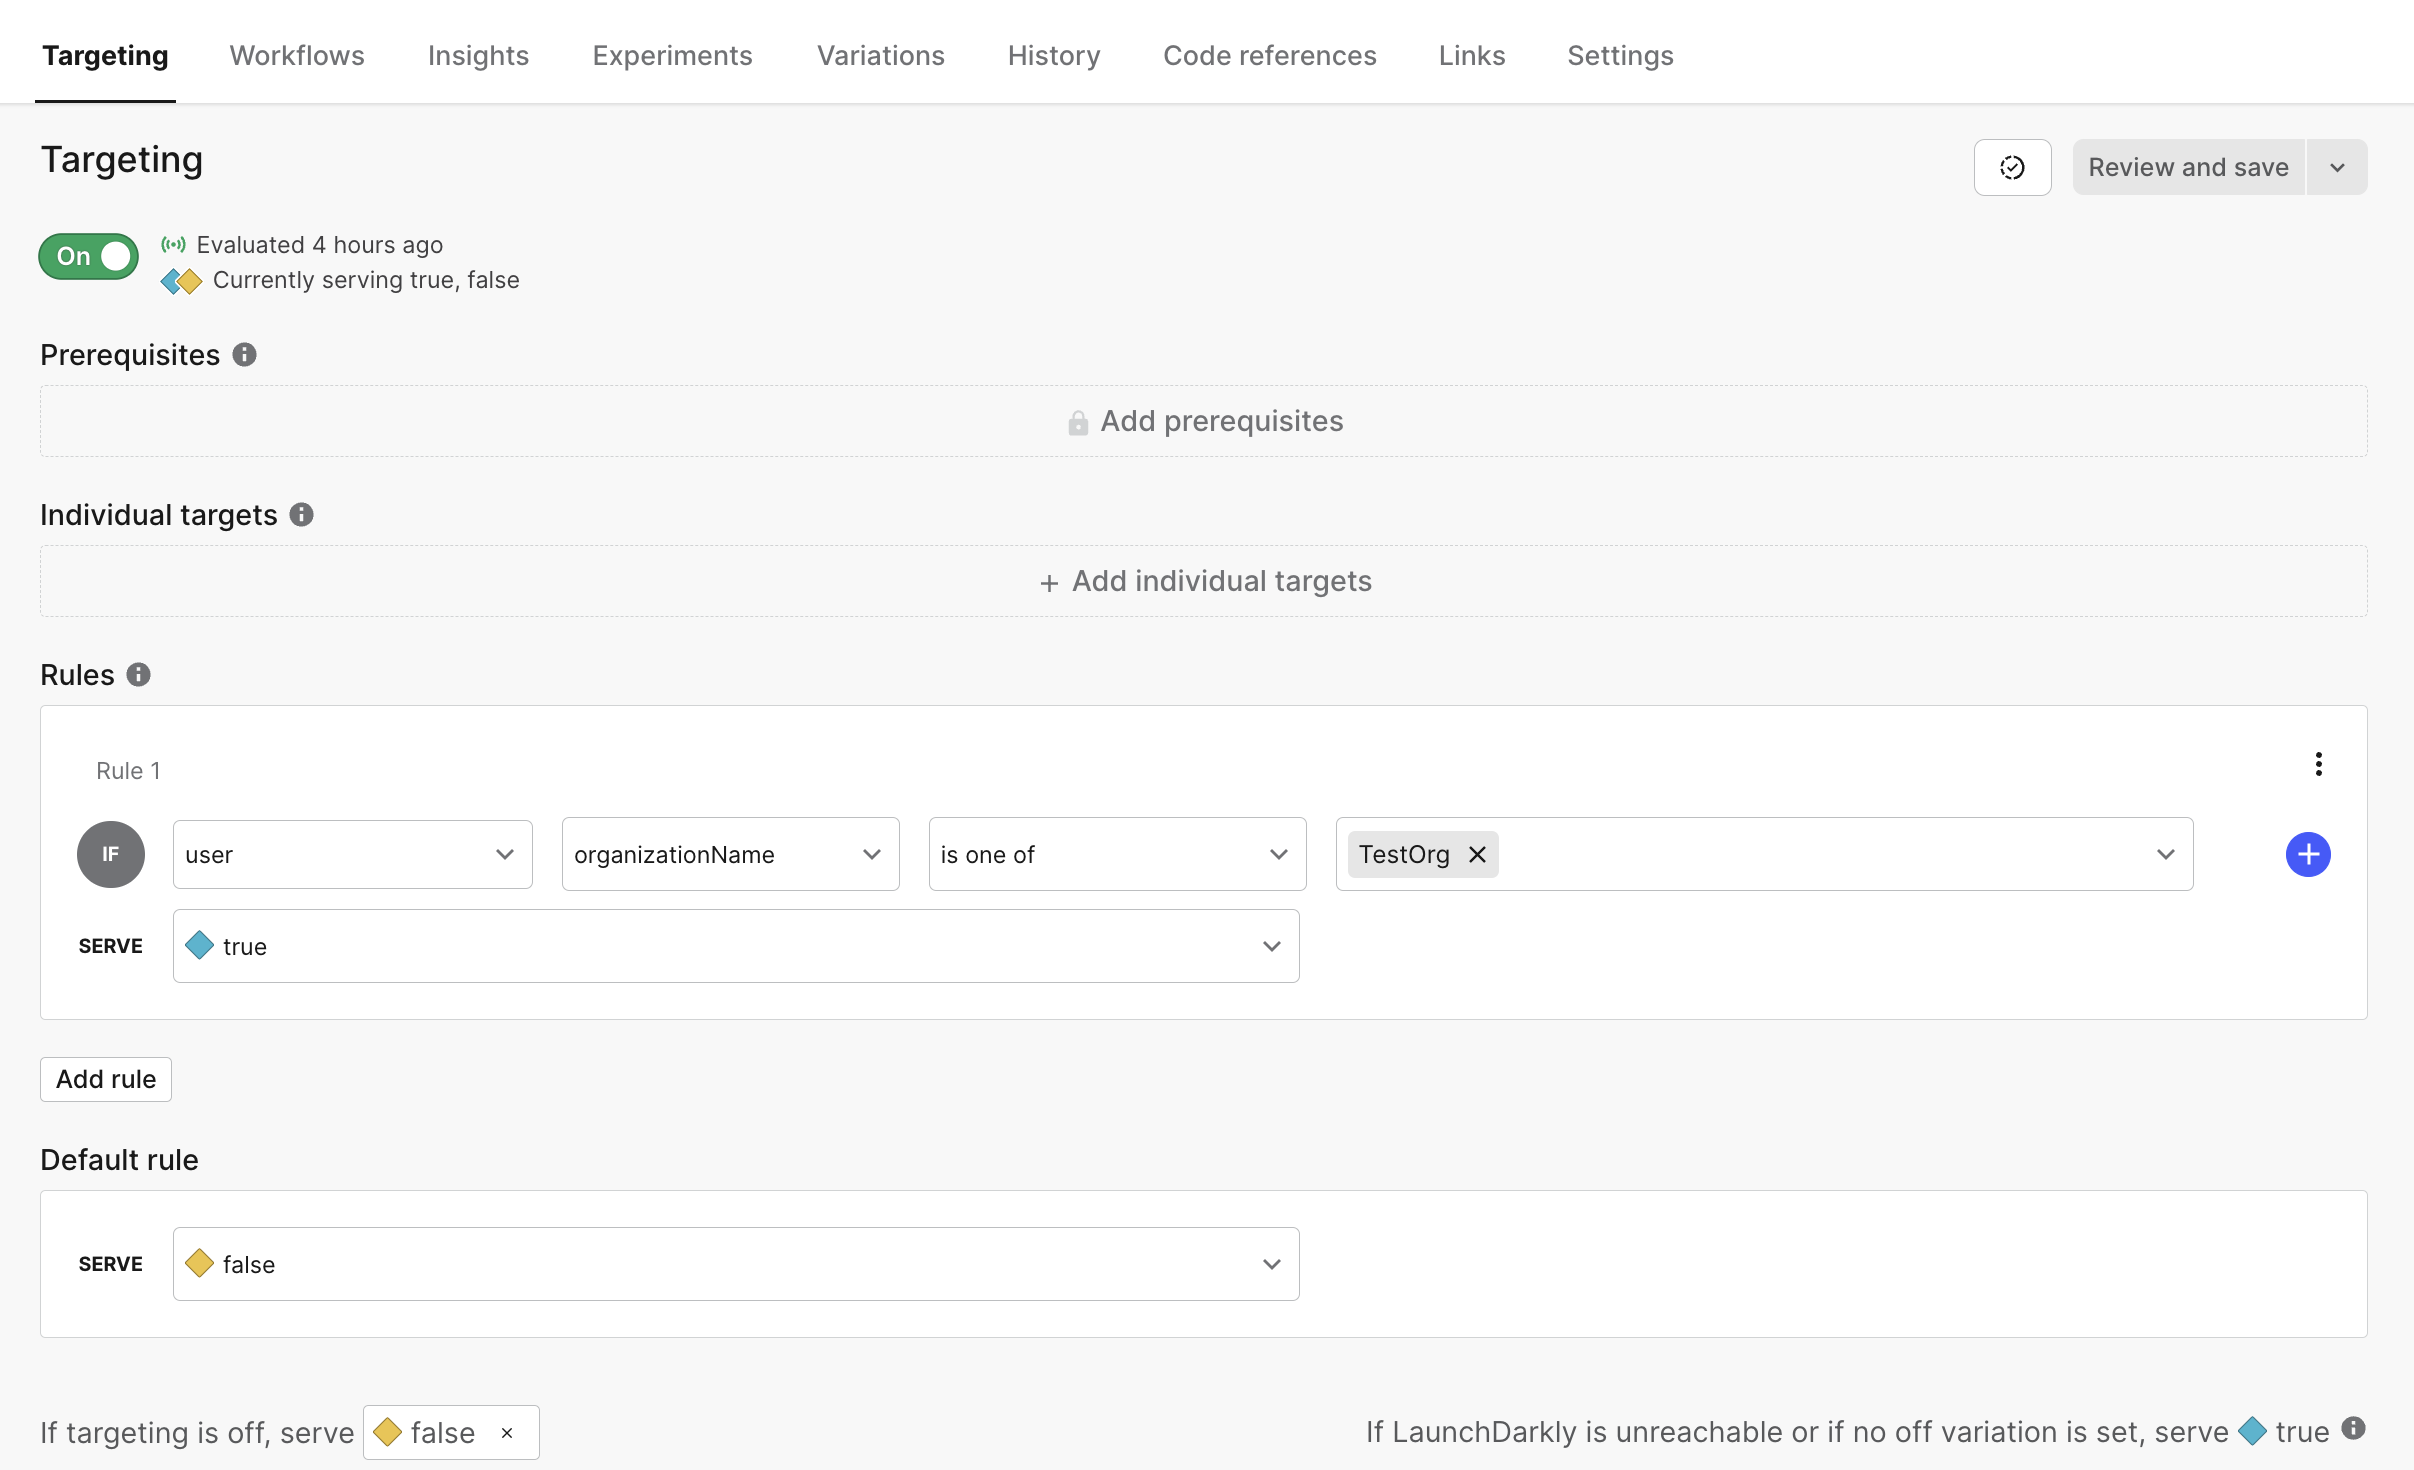 Targeting Workflows Insights Experiments Variations History Code references Links Settings
Targeting
Review and save
On
Evaluated 4 hours ago
Currently serving true, false
Prerequisites
Add prerequisites
Individual targets
+ Add individual targets
Rules
Rule 1
IF user organizationName is one of TestOrg
SERVE true
Add rule
Default rule
SERVE false
If targeting is off, serve false
If LaunchDarkly is unreachable or if no off variation is set, serve true